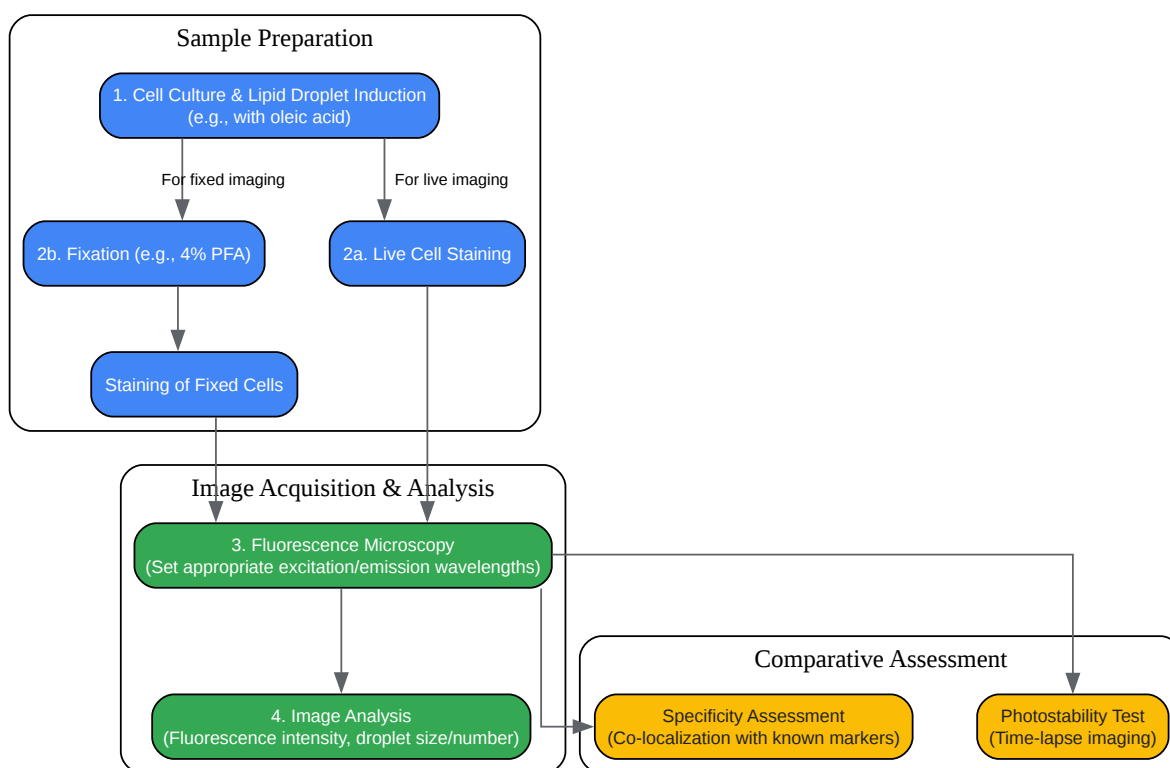 Sample Preparation
1. Cell Culture & Lipid Droplet Induction
(e.g., with oleic acid)
For fixed imaging
For live imaging
2b. Fixation (e.g., 4% PFA)
2a. Live Cell Staining
Staining of Fixed Cells
Image Acquisition & Analysis
3. Fluorescence Microscopy
(Set appropriate excitation/emission wavelengths)
Comparative Assessment
4. Image Analysis
(Fluorescence intensity, droplet size/number)
Specificity Assessment
(Co-localization with known markers)
Photostability Test
(Time-lapse imaging)